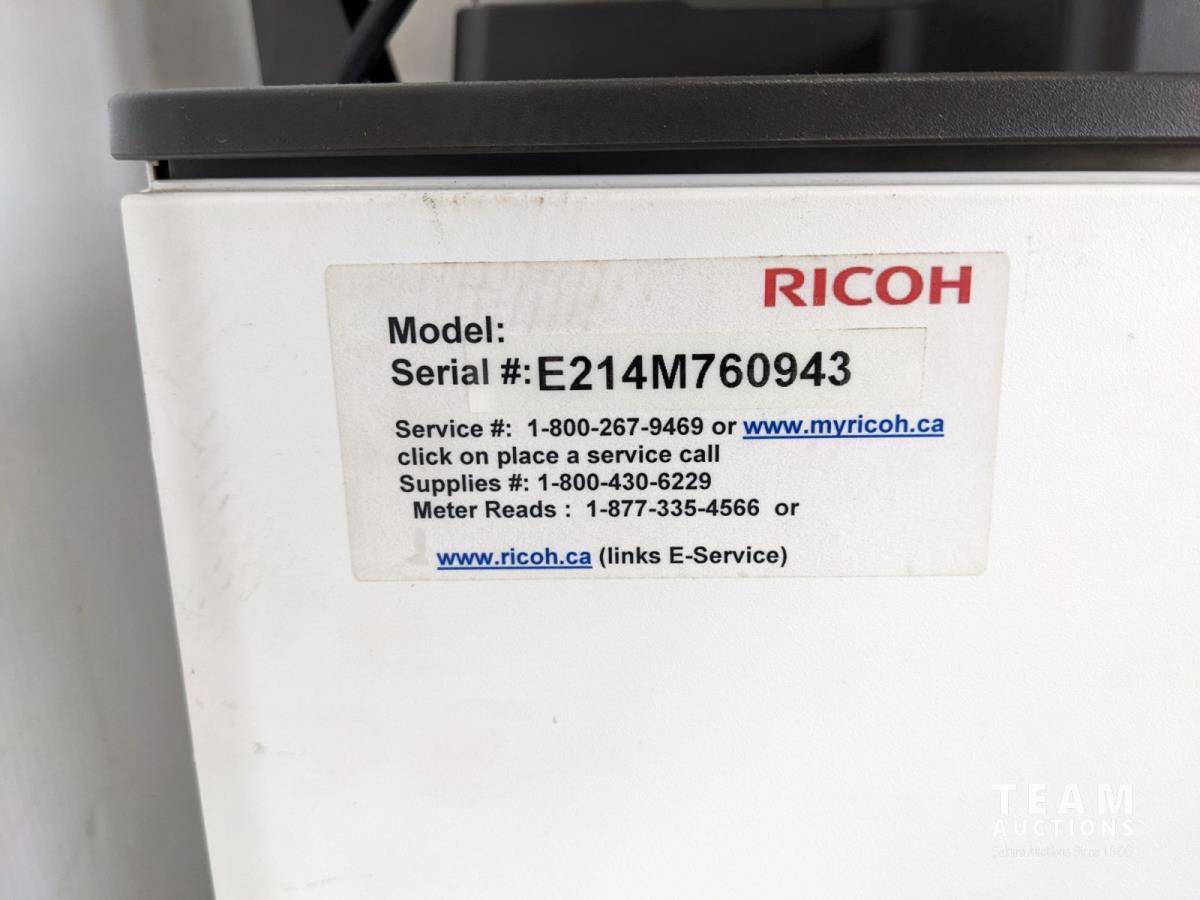 RICOH
Model:
Serial #: E214M760943
Service #: 1-800-267-9469 or www.myricoh.ca
click on place a service call
Supplies #: 1-800-430-6229
Meter Reads : 1-877-335-4566 or
www.ricoh.ca (links E-Service)
TEAM
AUCTIONS